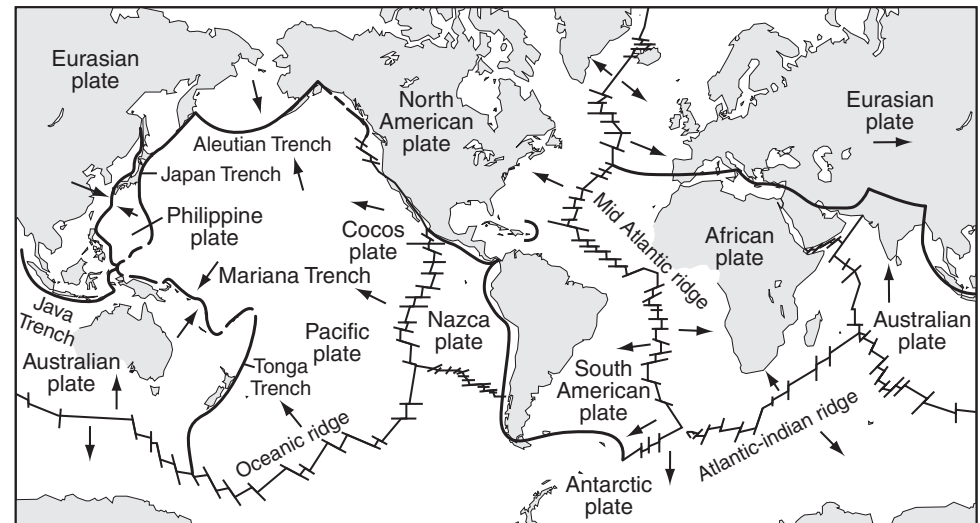 Eurasian
plate
North
American
plate
Eurasian
plate
Aleutian Trench
Japan Trench
Philippine
plate
Cocos
plate
Mid Atlantic ridge
African
plate
Mariana Trench
Java
Trench
Pacific
plate
Nazca
plate
Australian
plate
Australian
plate
Tonga
Trench
South
American
plate
Oceanic ridge
Atlantic-indian ridge
Antarctic
plate